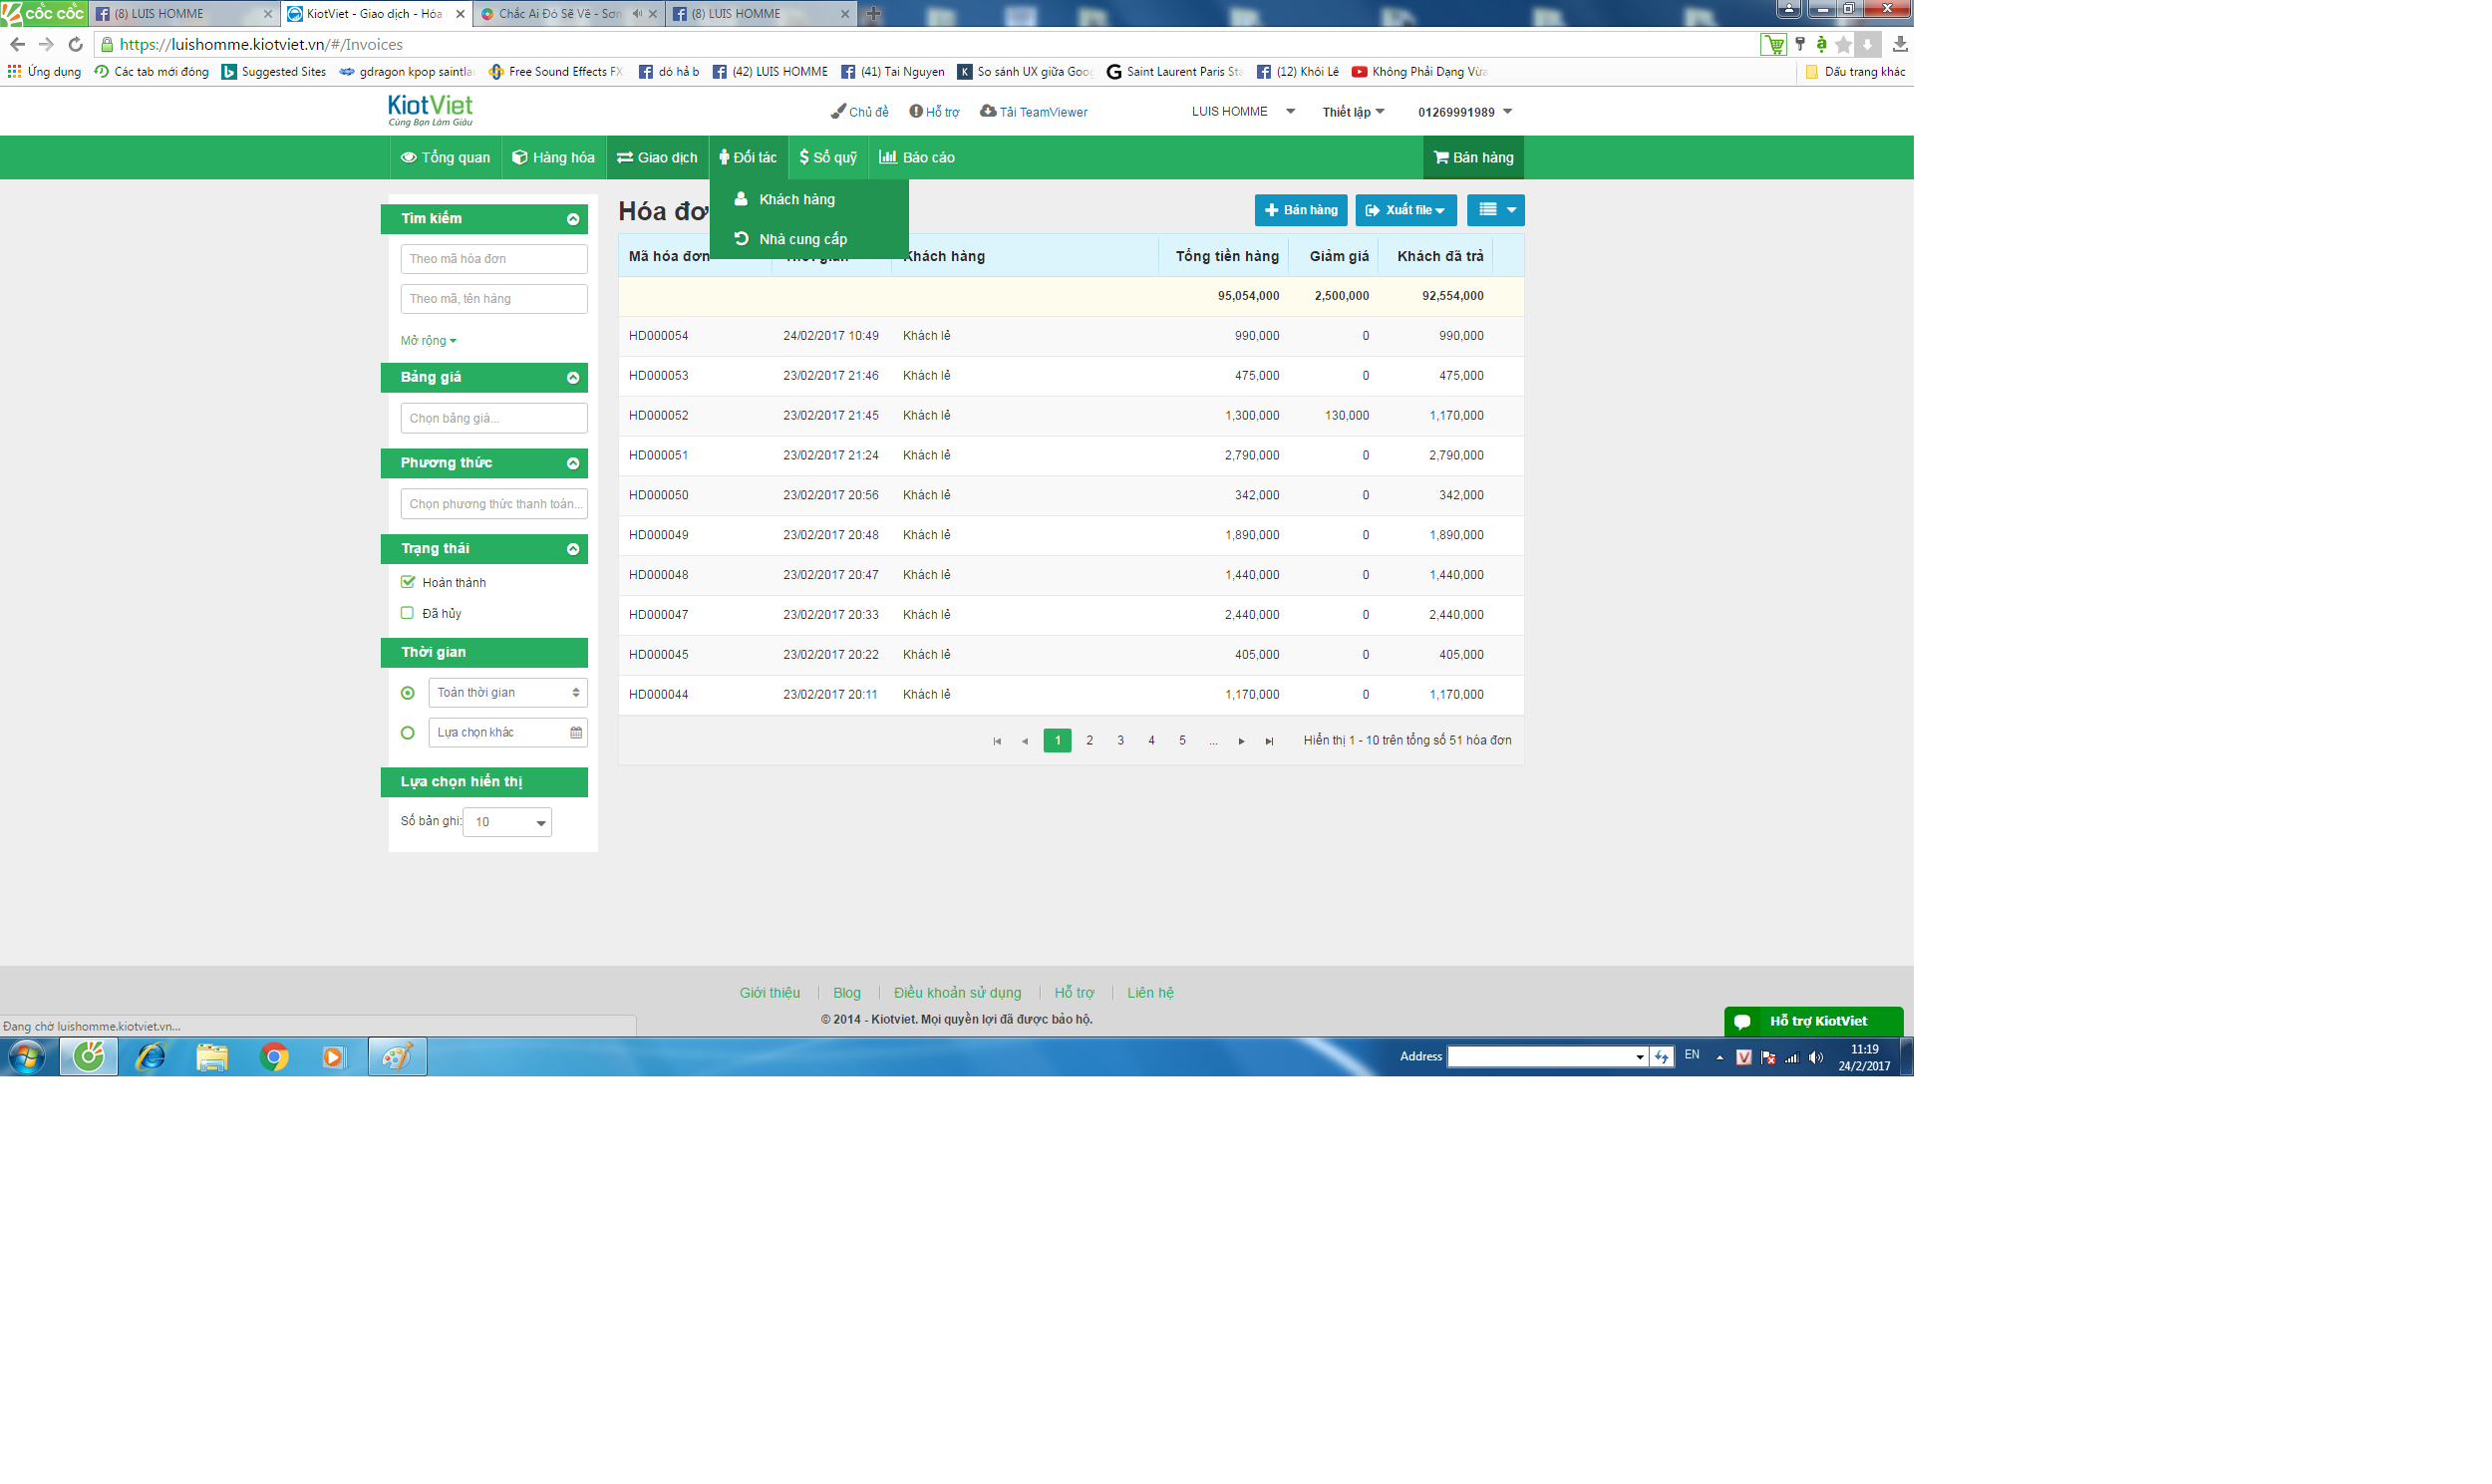 cốc cốc
(8) LUIS HOMME
KiotViet - Giao dịch - Hóa
Chắc Ai Đó Sẽ Về - Sơn
(8) LUIS HOMME
https://luishomme.kiotviet.vn/#/Invoices
Ứng dụng Các tab mới đóng Suggested Sites gdragon kpop saintla Free Sound Effects FX dó hả b (42) LUIS HOMME (41) Tai Nguyen So sánh UX giữa Goo Saint Laurent Paris Sta (12) Khôi Lê Không Phải Dạng Vừa Dấu trang khác
KiotViet
Cùng Bạn Làm Giàu
Chủ đề Hỗ trợ Tải TeamViewer LUIS HOMME Thiết lập 01269991989
Tổng quan Hàng hóa Giao dịch Đối tác Sổ quỹ Báo cáo Bán hàng
Khách hàng
Nhà cung cấp
Tìm kiếm
Theo mã hóa đơn
Theo mã, tên hàng
Mở rộng
Bảng giá
Chọn bảng giá...
Phương thức
Chọn phương thức thanh toán...
Trạng thái
Hoàn thành
Đã hủy
Thời gian
Toàn thời gian
Lựa chọn khác
Lựa chọn hiển thị
Số bản ghi: 10
Hóa đơ
Bán hàng Xuất file
Mã hóa đơn Thời gian Khách hàng Tổng tiền hàng Giảm giá Khách đã trả
95,054,000 2,500,000 92,554,000
HD000054 24/02/2017 10:49 Khách lẻ 990,000 0 990,000
HD000053 23/02/2017 21:46 Khách lẻ 475,000 0 475,000
HD000052 23/02/2017 21:45 Khách lẻ 1,300,000 130,000 1,170,000
HD000051 23/02/2017 21:24 Khách lẻ 2,790,000 0 2,790,000
HD000050 23/02/2017 20:56 Khách lẻ 342,000 0 342,000
HD000049 23/02/2017 20:48 Khách lẻ 1,890,000 0 1,890,000
HD000048 23/02/2017 20:47 Khách lẻ 1,440,000 0 1,440,000
HD000047 23/02/2017 20:33 Khách lẻ 2,440,000 0 2,440,000
HD000045 23/02/2017 20:22 Khách lẻ 405,000 0 405,000
HD000044 23/02/2017 20:11 Khách lẻ 1,170,000 0 1,170,000
1 2 3 4 5 ... Hiển thị 1 - 10 trên tổng số 51 hóa đơn
Giới thiệu Blog Điều khoản sử dụng Hỗ trợ Liên hệ
© 2014 - Kiotviet. Mọi quyền lợi đã được bảo hộ.
Hỗ trợ KiotViet
Đang chờ luishomme.kiotviet.vn...
Address EN 11:19
24/2/2017